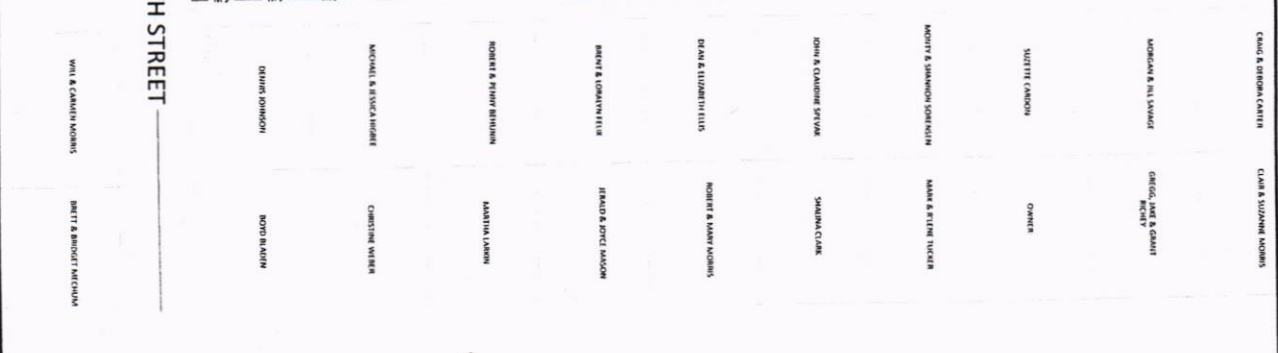 CRAIG & DEBORA CARTER
CLAIR & SUZANNE MORRIS
MORGAN & JILL SAVAGE
GREGG, JAKE & GRANT
RICHEY
SUZETTE CARDON
OWNER
MONTY & SHANNON SORENSEN
MARK & R'LENE TUCKER
JOHN & CLAUDINE SPEVAK
SHAUNA CLARK
DEAN & ELIZABETH ELLIS
ROBERT & MARY MORRIS
BRENT & LORALYN FELIX
JERALD & JOYCE MASON
ROBERT & PENNY BEHUNIN
MARTHA LARKIN
MICHAEL & JESSICA HIGBEE
CHRISTINE WEBER
DENNIS JOHNSON
BOYD BLADEN
H STREET
WILL & CARMEN MORRIS
BRETT & BRIDGET MECHUM